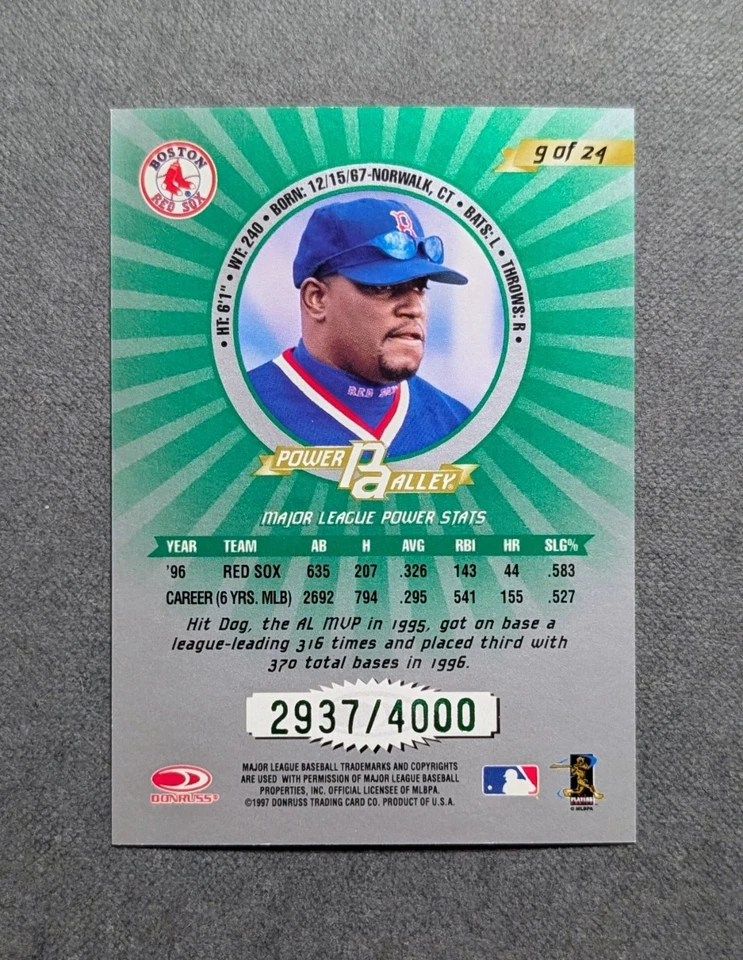 BOSTON
RED SOX
9 of 24
• HT: 6'1" • WT: 240 • BORN: 12/15/67-NORWALK, CT • BATS: L • THROWS: R •
R
RED SOX
POWER Pa ALLEY®
MAJOR LEAGUE POWER STATS
YEAR TEAM AB H AVG RBI HR SLG%
'96 RED SOX 635 207 .326 143 44 .583
CAREER (6 YRS. MLB) 2692 794 .295 541 155 .527
Hit Dog, the AL MVP in 1995, got on base a
league-leading 316 times and placed third with
370 total bases in 1996.
2937/4000
DONRUSS®
MAJOR LEAGUE BASEBALL TRADEMARKS AND COPYRIGHTS
ARE USED WITH PERMISSION OF MAJOR LEAGUE BASEBALL
PROPERTIES, INC. OFFICIAL LICENSEE OF MLBPA.
©1997 DONRUSS TRADING CARD CO. PRODUCT OF U.S.A.
PLAYERS
© MLBPA